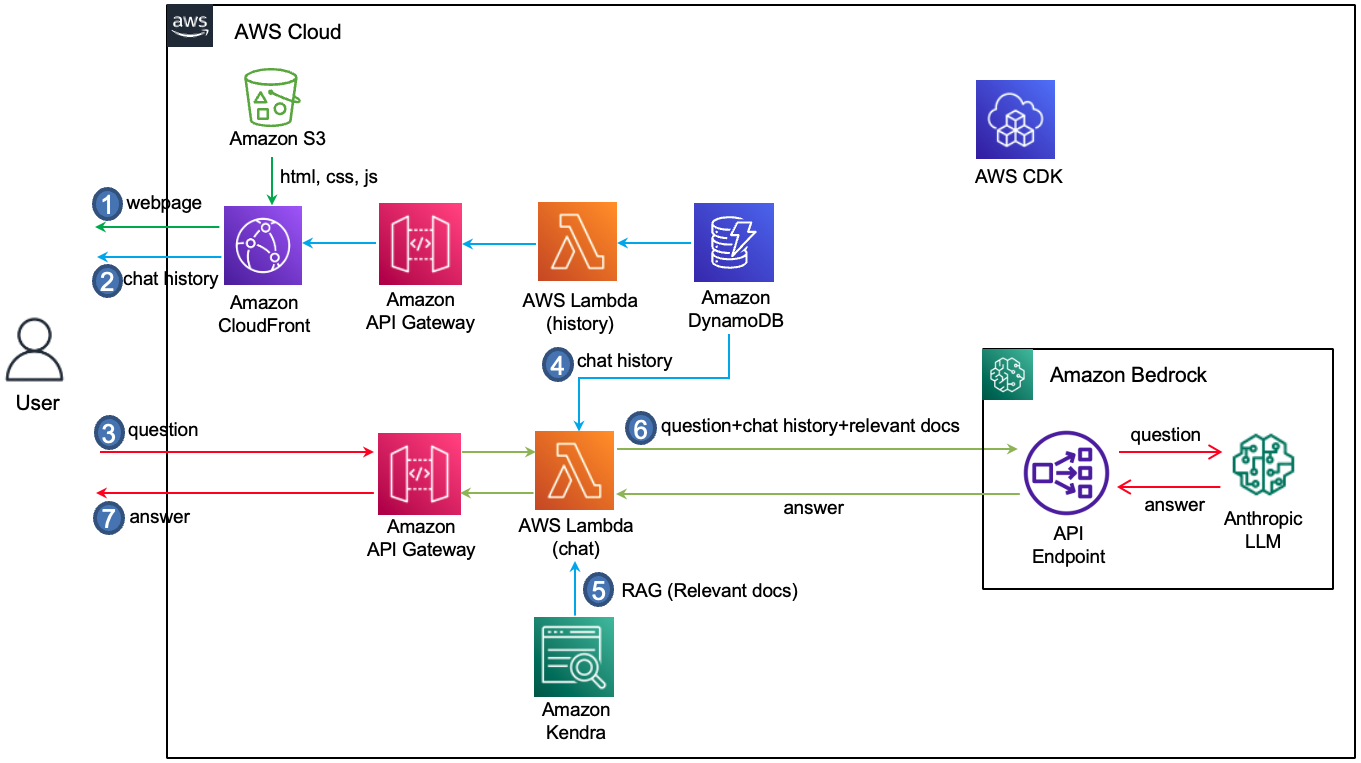 aws
AWS Cloud
Amazon S3
html, css, js
AWS CDK
1 webpage
2 chat history
Amazon
CloudFront
Amazon
API Gateway
AWS Lambda
(history)
Amazon
DynamoDB
4 chat history
User
Amazon Bedrock
3 question
6 question+chat history+relevant docs
question
answer
7 answer
answer
Amazon
API Gateway
AWS Lambda
(chat)
API
Endpoint
Anthropic
LLM
5 RAG (Relevant docs)
Amazon
Kendra